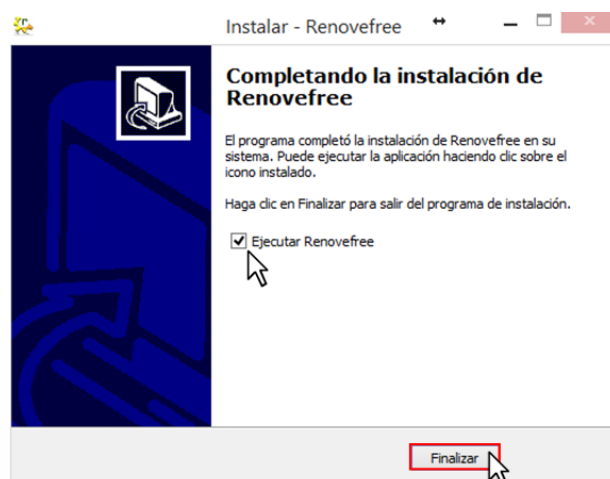 Instalar - Renovefree
Completando la instalación de
Renovefree
El programa completó la instalación de Renovefree en su
sistema. Puede ejecutar la aplicación haciendo clic sobre el
icono instalado.
Haga clic en Finalizar para salir del programa de instalación.
Ejecutar Renovefree
Finalizar